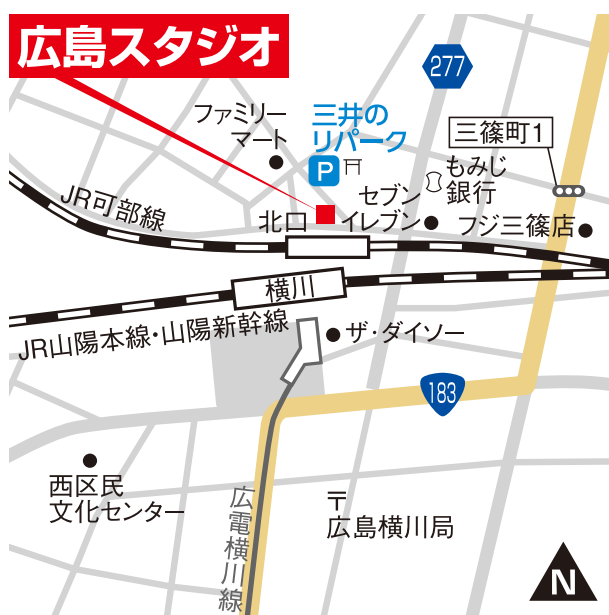 広島スタジオ
277
ファミリー
マート
三井の
リパーク
P
三篠町1
もみじ
銀行
セブン
イレブン
フジ三篠店
JR可部線
北口
横川
JR山陽本線・山陽新幹線
ザ・ダイソー
183
西区民
文化センター
広電横川線
〒
広島横川局
N